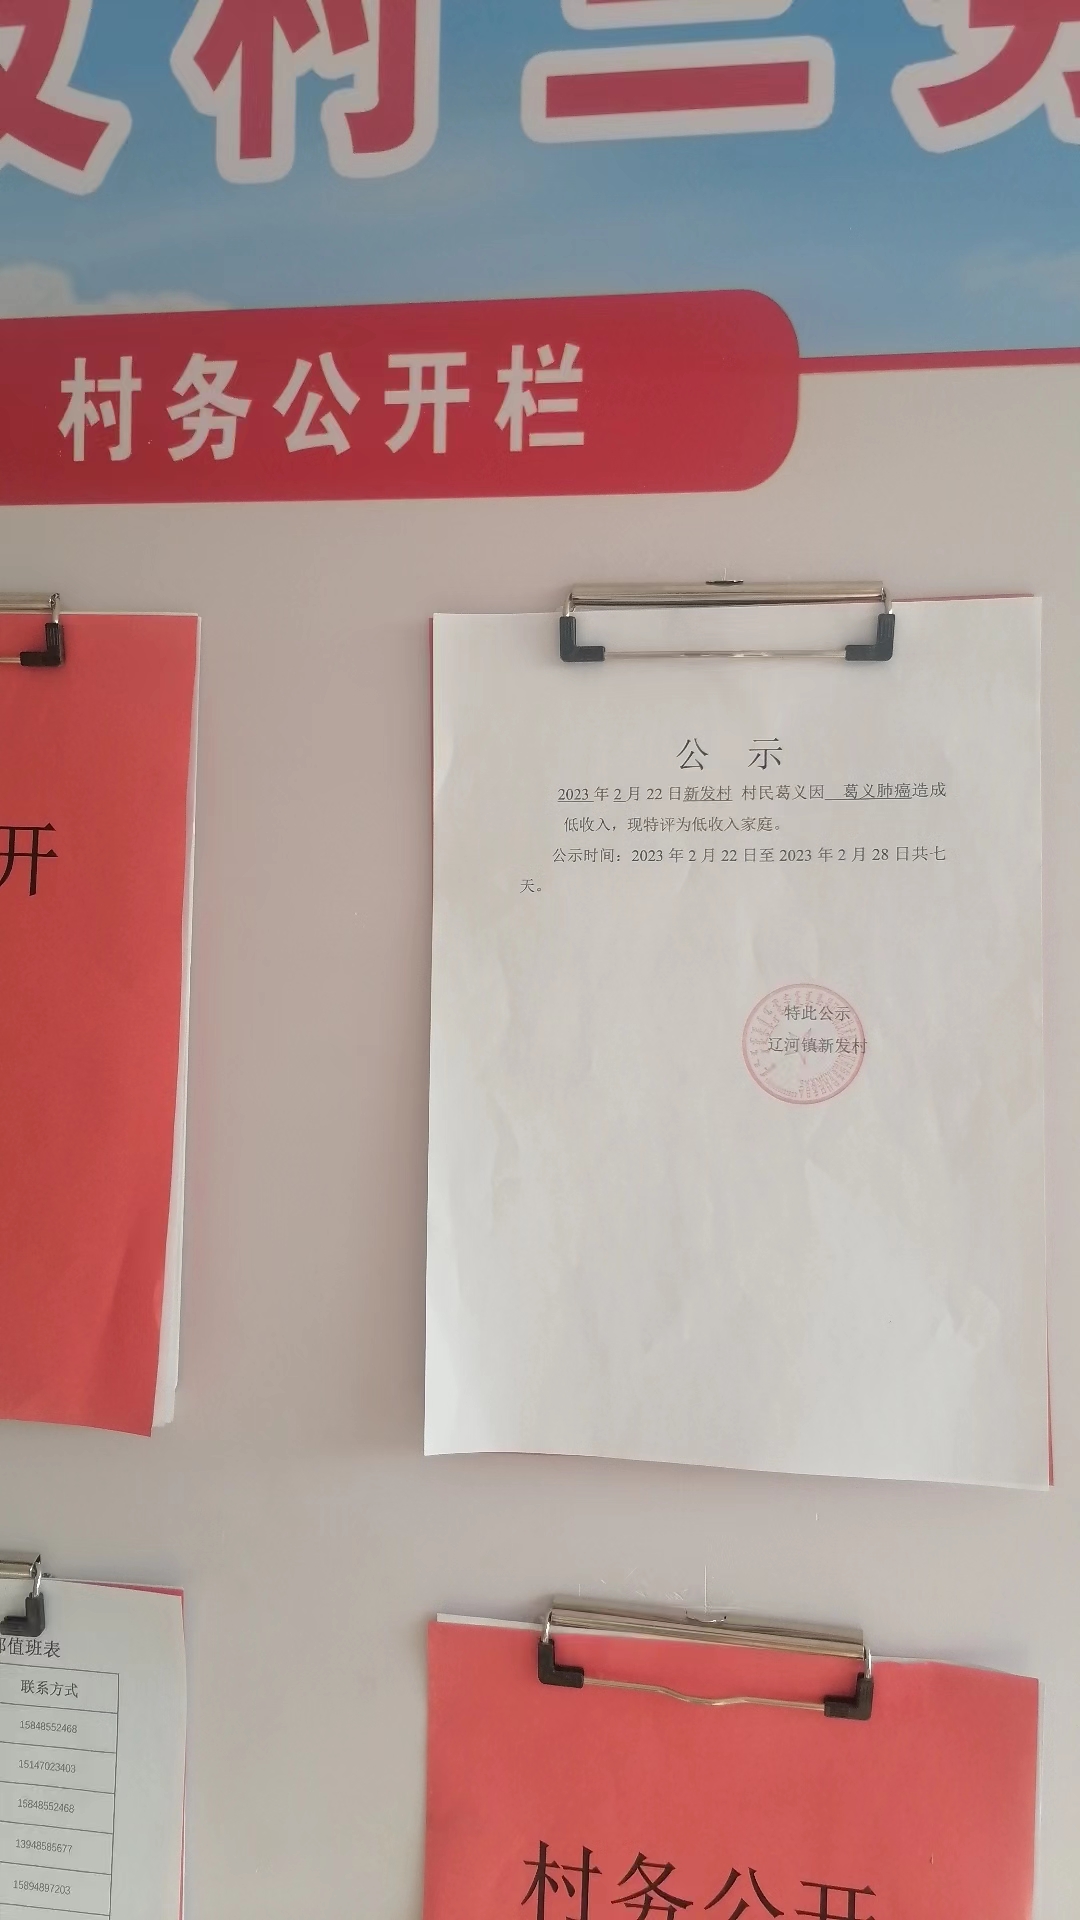 村三务
村务公开栏
开
公 示
2023 年 2 月 22 日新发村 村民葛义因 葛义肺癌造成
低收入，现特评为低收入家庭。
公示时间：2023 年 2 月 22 日至 2023 年 2 月 28 日共七
天。
特此公示
辽河镇新发村
值班表
联系方式
15848552468
15147023403
15848552468
13948585677
15894897203
村务公开